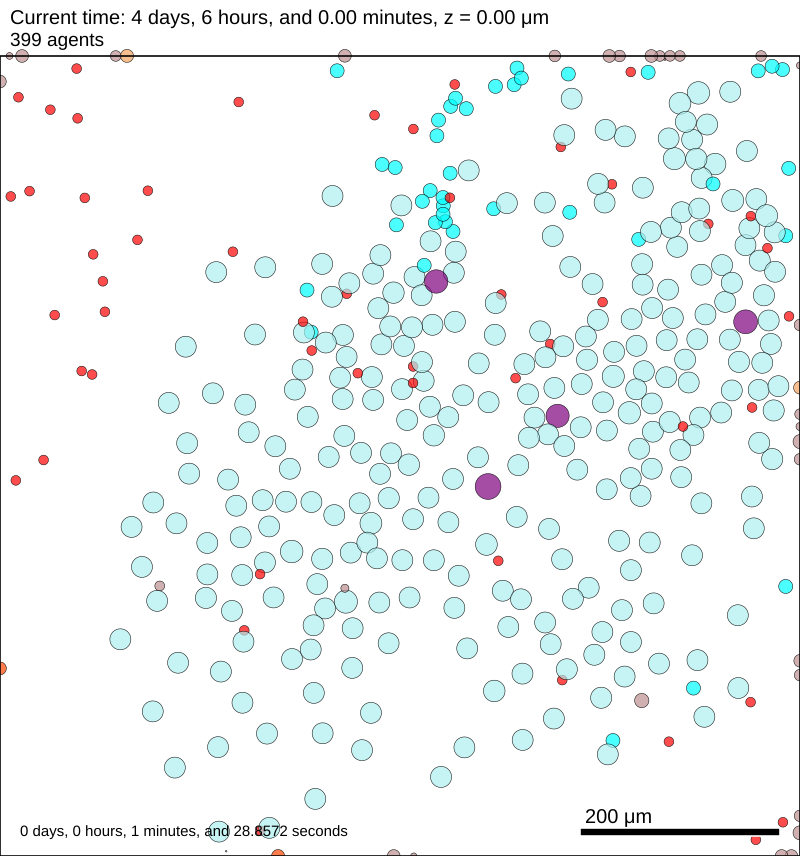 Current time: 4 days, 6 hours, and 0.00 minutes, z = 0.00 μm
399 agents
200 μm
0 days, 0 hours, 1 minutes, and 28.8572 seconds